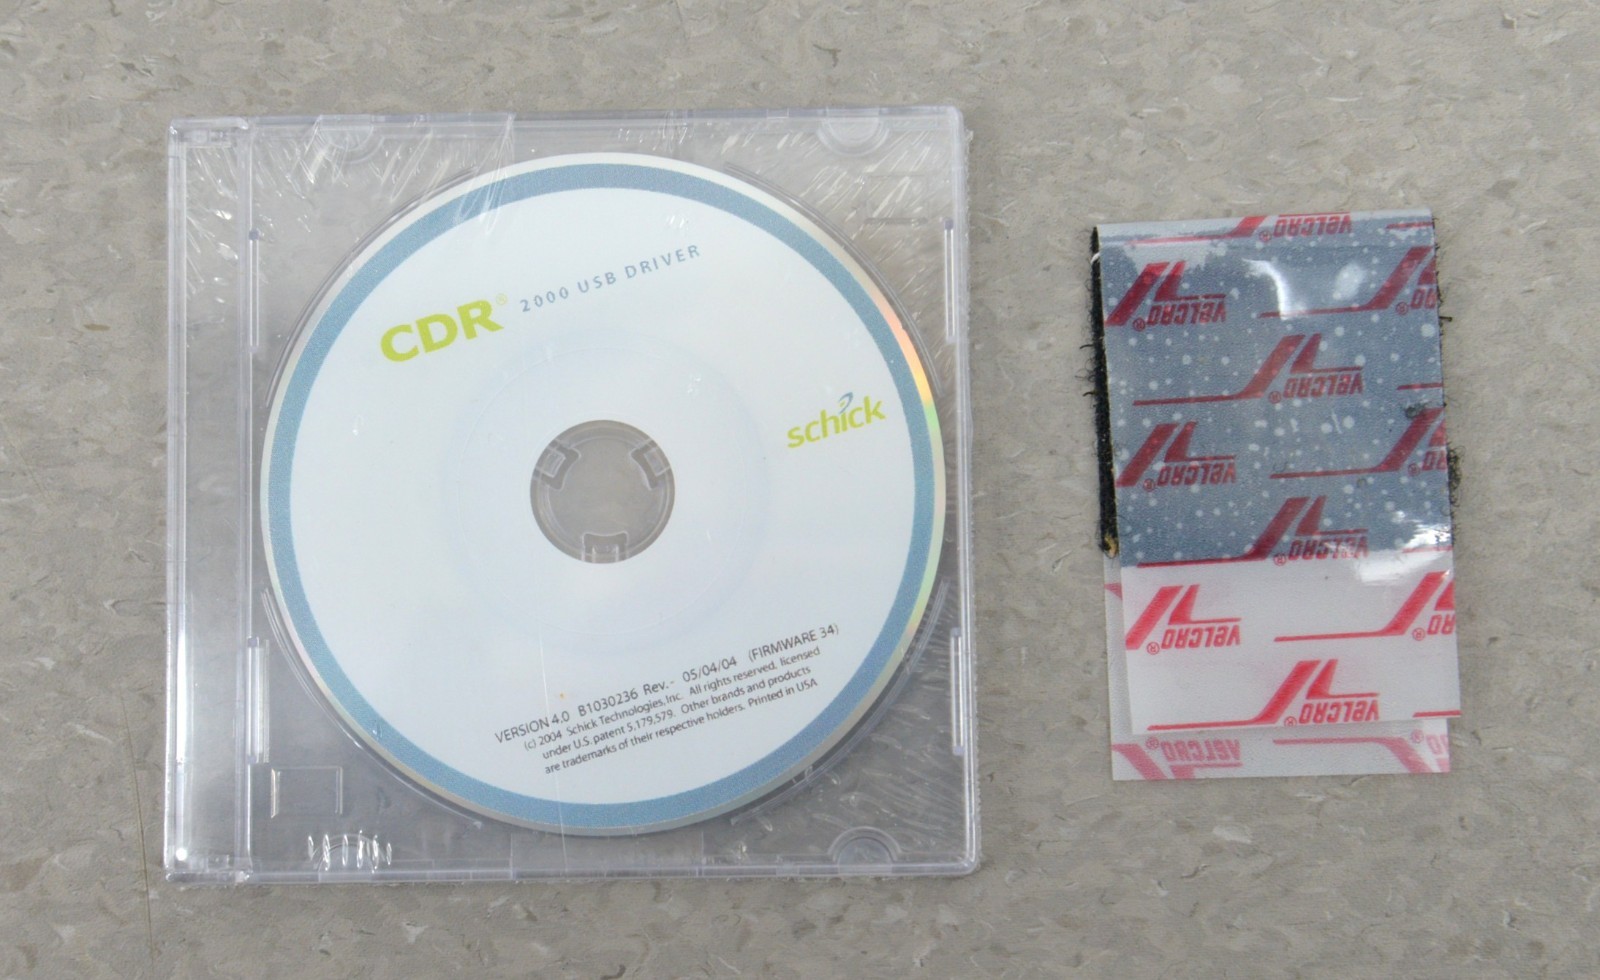 CDR® 2000 USB DRIVER
schick
VERSION 4.0 B1030236 Rev.- 05/04/04 (FIRMWARE 34)
(c) 2004 Schick Technologies, Inc. All rights reserved. licensed
under U.S. patent 5,179,579. Other brands and products
are trademarks of their respective holders. Printed in USA
VELCRO®
VELCRO®
VELCRO®
VELCRO®
VELCRO®
VELCRO®
VELCRO®
VELCRO